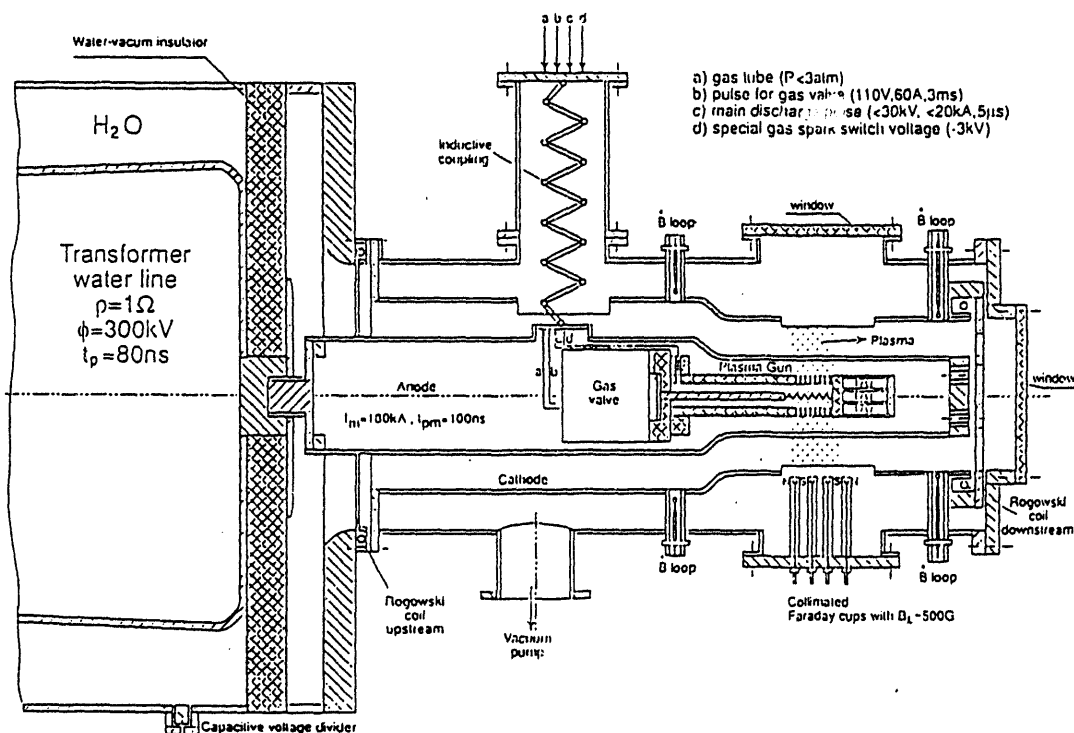 Water-vacum insulator
a b c d
a) gas tube (P<3atm)
b) pulse for gas valve (110V,60A,3ms)
c) main discharge pulse (<30kV, <20kA,5μs)
d) special gas spark switch voltage (-3kV)
H₂O
Inductive
coupling
Ḃ loop
window
Ḃ loop
Transformer
water line
ρ=1Ω
ϕ=300kV
tₚ=80ns
Plasma
Plasma Gun
d
a
b
Gas
valve
window
Anode
Iₘ=100kA , tₚₘ=100ns
Cathode
Rogowski
coil
downstream
Ḃ loop
Ḃ loop
Rogowski
coil
upstream
Collimated
Faraday cups with B⊥~500G
Vacuum
pump
Capacitive voltage divider